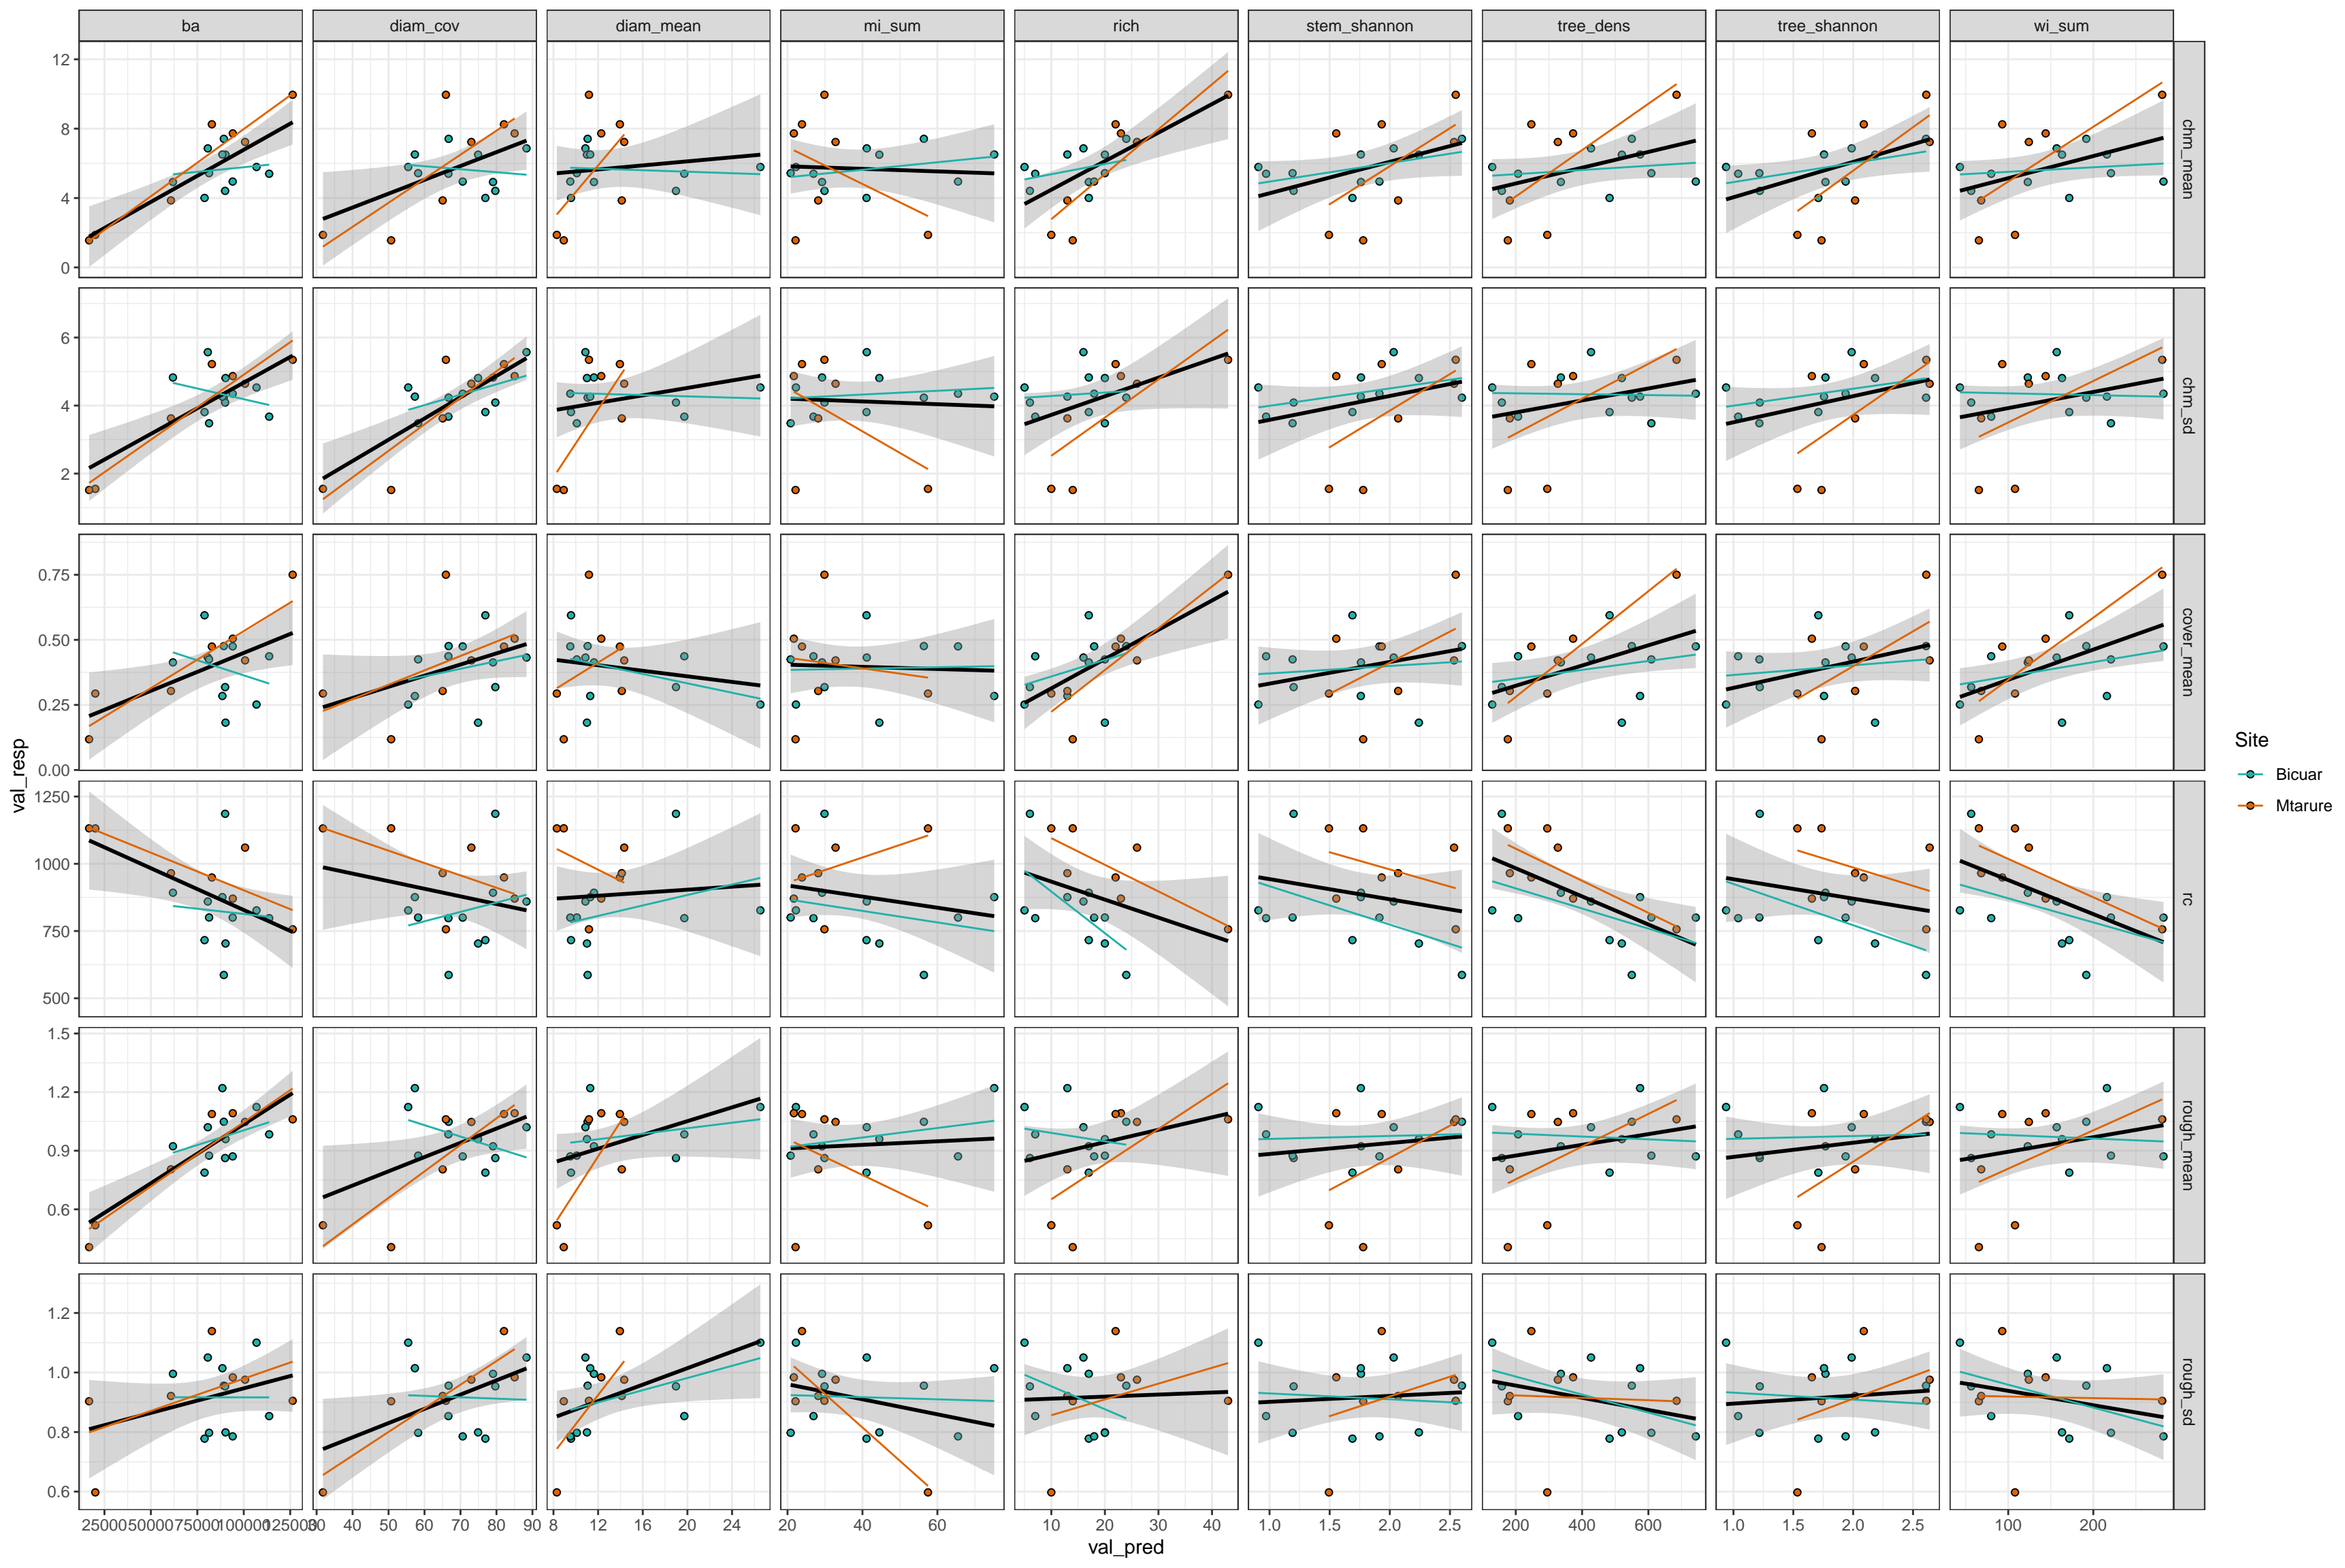 ba diam_cov diam_mean mi_sum rich stem_shannon tree_dens tree_shannon wi_sum
12
8
4
0
chm_mean
6
4
2
chm_sd
0.75
0.50
0.25
0.00
cover_mean
1250
1000
750
500
rc
1.5
1.2
0.9
0.6
rough_mean
1.2
1.0
0.8
0.6
rough_sd
25000 50000 75000 100000 125000 30 40 50 60 70 80 90 8 12 16 20 24 20 40 60 10 20 30 40 1.0 1.5 2.0 2.5 200 400 600 1.0 1.5 2.0 2.5 100 200
val_pred
val_resp
Site
Bicuar
Mtarure